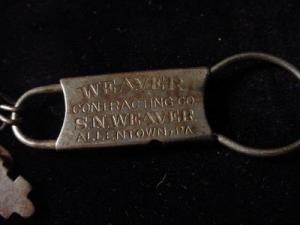 WEAVER
CONTRACTING CO.
S.N. WEAVER
ALLENTOWN, PA